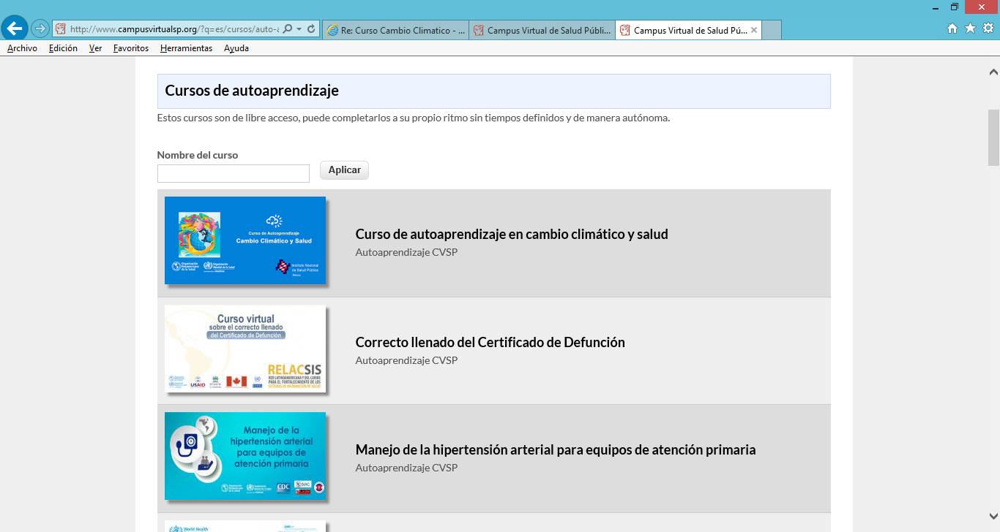 http://www.campusvirtualsp.org/?q=es/cursos/auto-a
Re: Curso Cambio Climatico - ...
Campus Virtual de Salud Públi...
Campus Virtual de Salud Pú...
Archivo Edición Ver Favoritos Herramientas Ayuda
Cursos de autoaprendizaje
Estos cursos son de libre acceso, puede completarlos a su propio ritmo sin tiempos definidos y de manera autónoma.
Nombre del curso
Aplicar
Curso de Autoaprendizaje
Cambio Climático y Salud
Organización
Panamericana
de la Salud
Organización
Mundial de la Salud
Instituto Nacional
de Salud Pública
México
Curso de autoaprendizaje en cambio climático y salud
Autoaprendizaje CVSP
Curso virtual
sobre el correcto llenado
del Certificado de Defunción
RELACSIS
RED LATINOAMERICANA Y DEL CARIBE
PARA EL FORTALECIMIENTO DE LOS
SISTEMAS DE INFORMACIÓN DE SALUD
USAID
Correcto llenado del Certificado de Defunción
Autoaprendizaje CVSP
Manejo de la
hipertensión arterial
para equipos de
atención primaria
CDC
Manejo de la hipertensión arterial para equipos de atención primaria
Autoaprendizaje CVSP
World Health